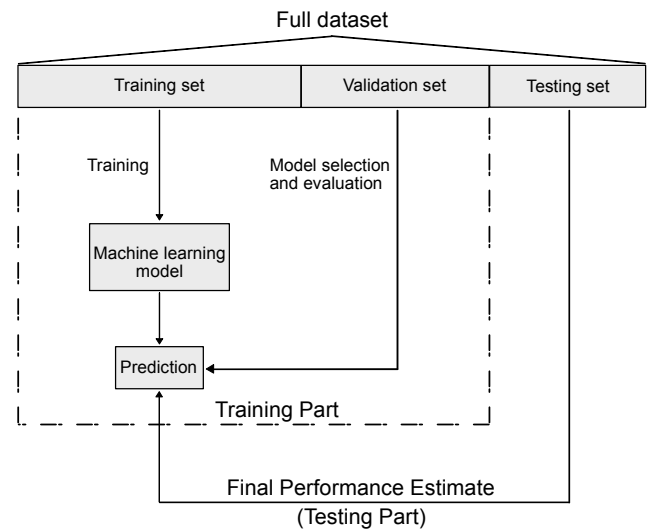 Full dataset
Training set
Validation set
Testing set
Training
Model selection
and evaluation
Machine learning
model
Prediction
Training Part
Final Performance Estimate
(Testing Part)